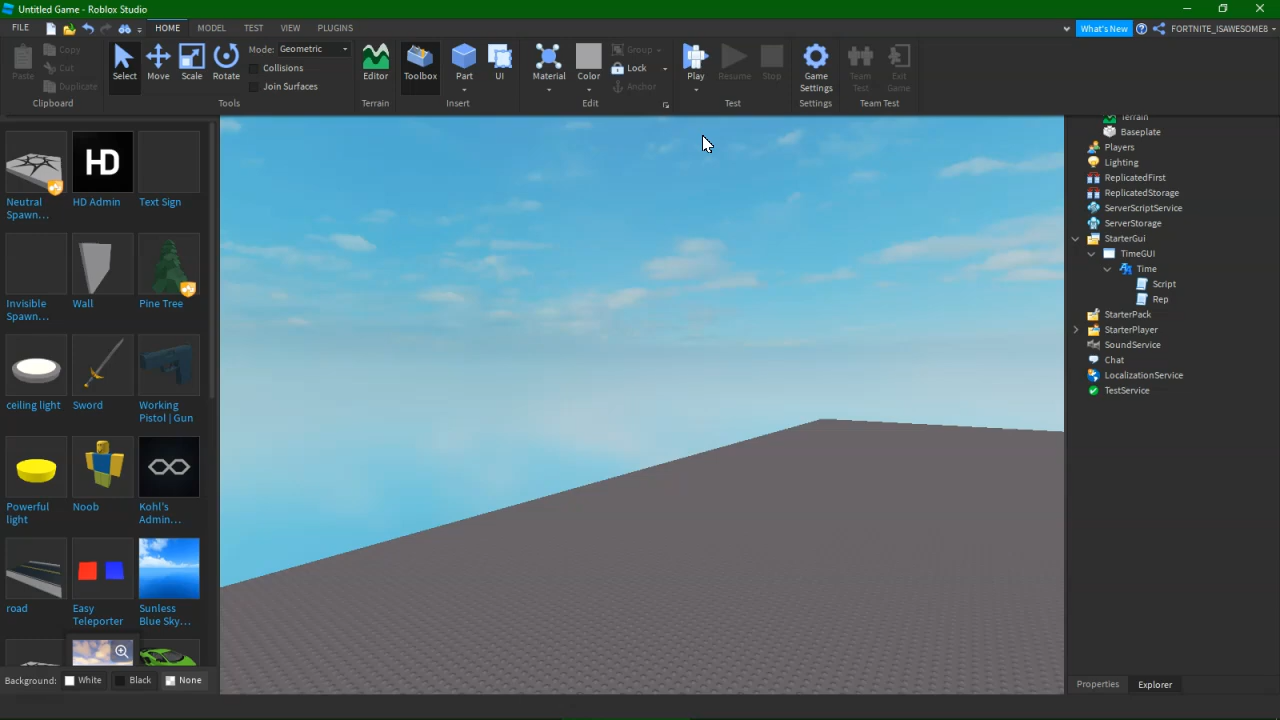 Untitled Game - Roblox Studio
FILE
HOME
MODEL
TEST
VIEW
PLUGINS
What's New
FORTNITE_ISAWESOME8
Paste
Copy
Cut
Duplicate
Clipboard
Select
Move
Scale
Rotate
Mode: Geometric
Collisions
Join Surfaces
Tools
Editor
Terrain
Toolbox
Part
UI
Insert
Material
Color
Group
Lock
Anchor
Edit
Play
Resume
Stop
Test
Game
Settings
Settings
Team
Test
Exit
Game
Team Test
HD
Neutral
Spawn...
HD Admin
Text Sign
Invisible
Spawn...
Wall
Pine Tree
ceiling light
Sword
Working
Pistol | Gun
Powerful
light
Noob
Kohl's
Admin...
road
Easy
Teleporter
Sunless
Blue Sky...
Background:
White
Black
None
Terrain
Baseplate
Players
Lighting
ReplicatedFirst
ReplicatedStorage
ServerScriptService
ServerStorage
StarterGui
TimeGUI
Time
Script
Rep
StarterPack
StarterPlayer
SoundService
Chat
LocalizationService
TestService
Properties
Explorer